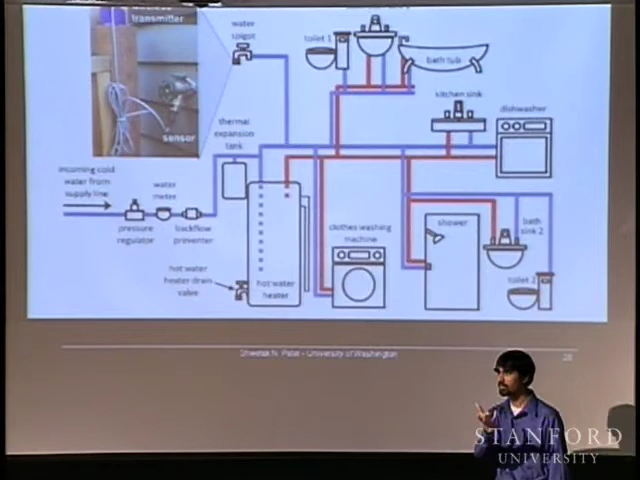 transmitter
sensor
water
spigot
toilet 1
bath tub
kitchen sink
dishwasher
thermal
expansion
tank
incoming cold
water from
supply line
water
meter
pressure
regulator
backflow
preventer
hot water
heater drain
valve
hot water
heater
clothes washing
machine
shower
bath
sink 2
toilet 2
Shwetak N. Patel - University of Washington
28
STANFORD
UNIVERSITY